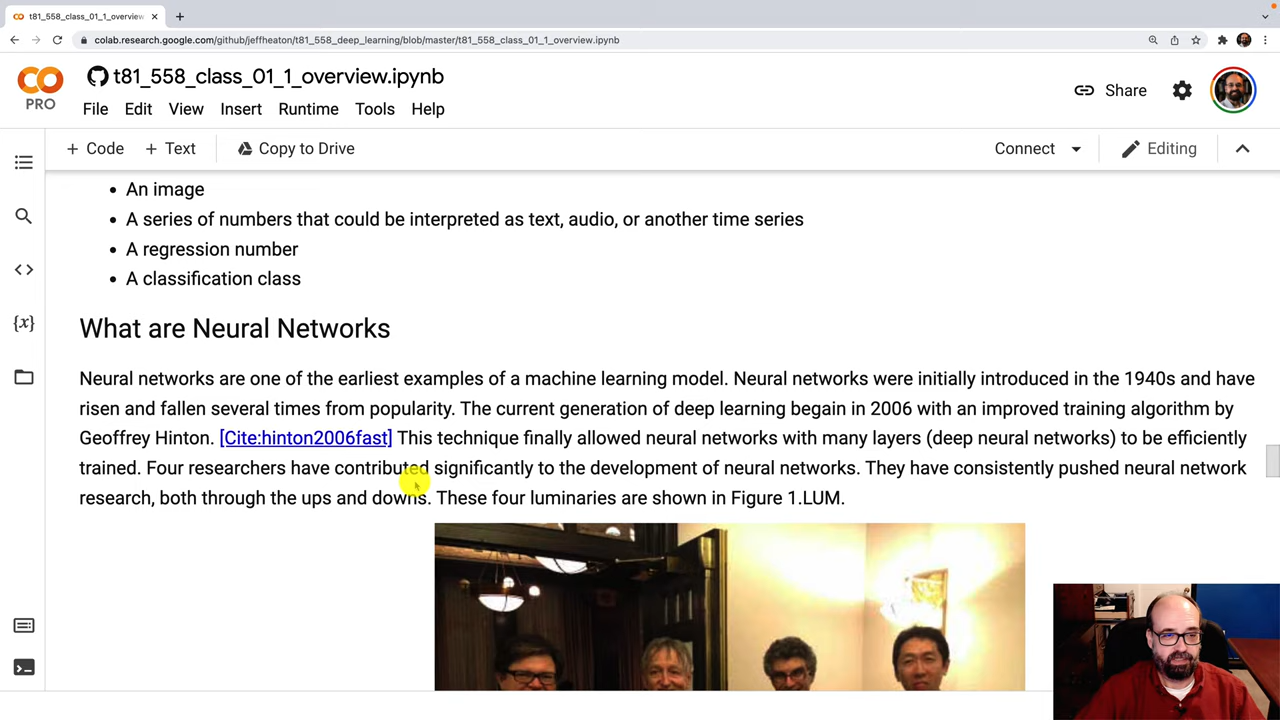 t81_558_class_01_1_overview.i
colab.research.google.com/github/jeffheaton/t81_558_deep_learning/blob/master/t81_558_class_01_1_overview.ipynb
t81_558_class_01_1_overview.ipynb
PRO
File Edit View Insert Runtime Tools Help
Share
+ Code + Text Copy to Drive
Connect
Editing
• An image
• A series of numbers that could be interpreted as text, audio, or another time series
• A regression number
• A classification class
What are Neural Networks
Neural networks are one of the earliest examples of a machine learning model. Neural networks were initially introduced in the 1940s and have
risen and fallen several times from popularity. The current generation of deep learning begain in 2006 with an improved training algorithm by
Geoffrey Hinton. [Cite:hinton2006fast] This technique finally allowed neural networks with many layers (deep neural networks) to be efficiently
trained. Four researchers have contributed significantly to the development of neural networks. They have consistently pushed neural network
research, both through the ups and downs. These four luminaries are shown in Figure 1.LUM.